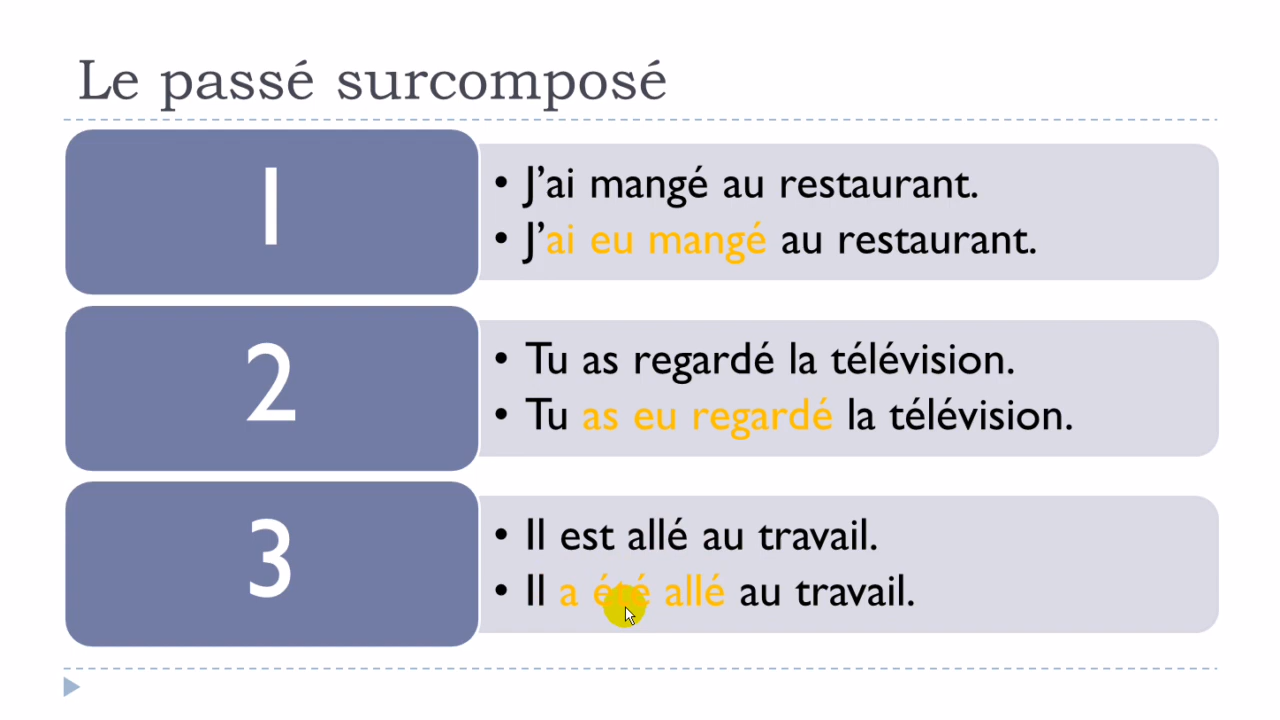 Le passé surcomposé
1
• J’ai mangé au restaurant.
• J’ai eu mangé au restaurant.
2
• Tu as regardé la télévision.
• Tu as eu regardé la télévision.
3
• Il est allé au travail.
• Il a été allé au travail.